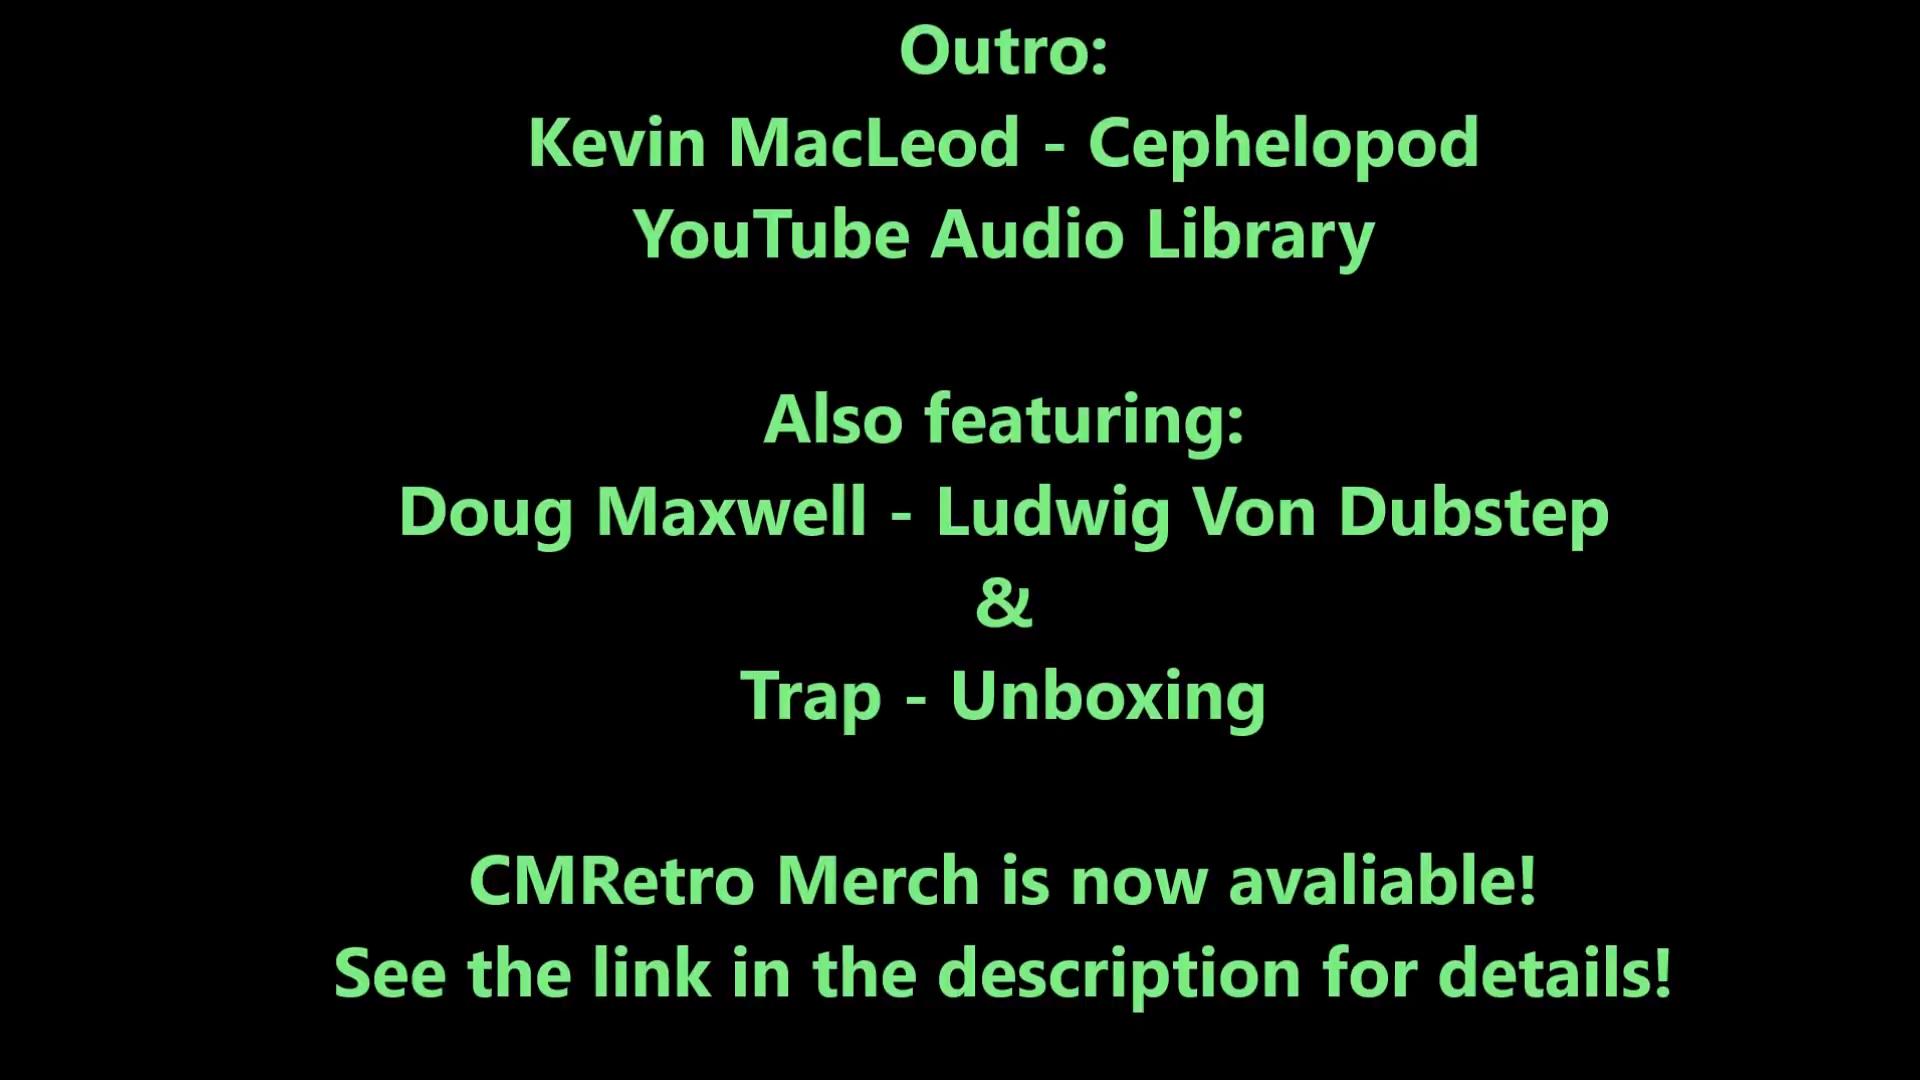 Outro:
Kevin MacLeod - Cephelopod
YouTube Audio Library
Also featuring:
Doug Maxwell - Ludwig Von Dubstep
&
Trap - Unboxing
CMRetro Merch is now avaliable!
See the link in the description for details!